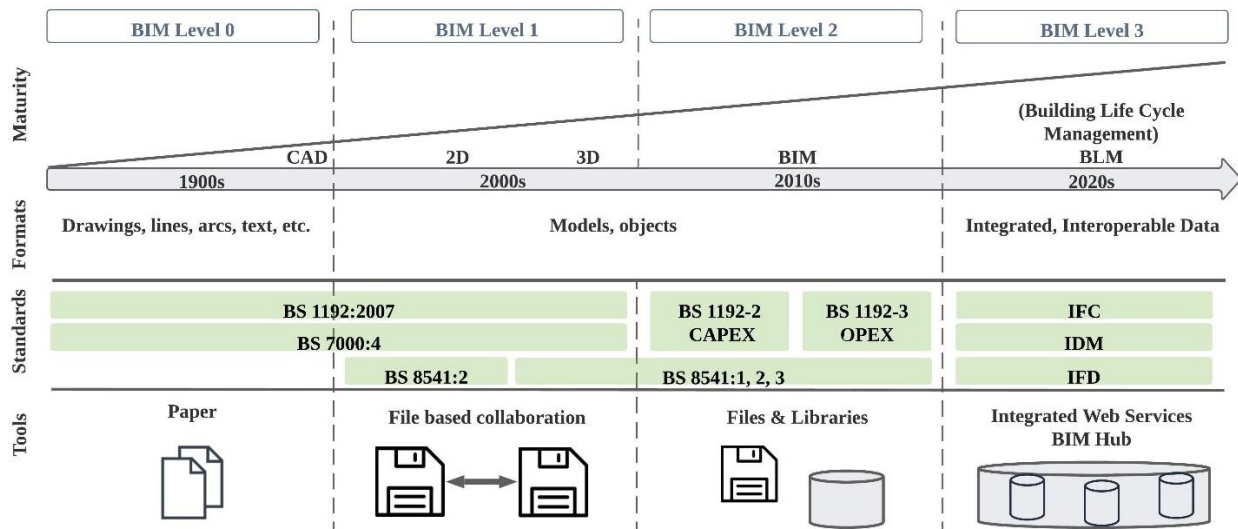 BIM Level 0
BIM Level 1
BIM Level 2
BIM Level 3
Maturity
(Building Life Cycle
Management)
CAD
2D
3D
BIM
BLM
1900s
2000s
2010s
2020s
Formats
Drawings, lines, arcs, text, etc.
Models, objects
Integrated, Interoperable Data
Standards
BS 1192:2007
BS 7000:4
BS 8541:2
BS 8541:1, 2, 3
BS 1192-2
CAPEX
BS 1192-3
OPEX
IFC
IDM
IFD
Tools
Paper
File based collaboration
Files & Libraries
Integrated Web Services
BIM Hub